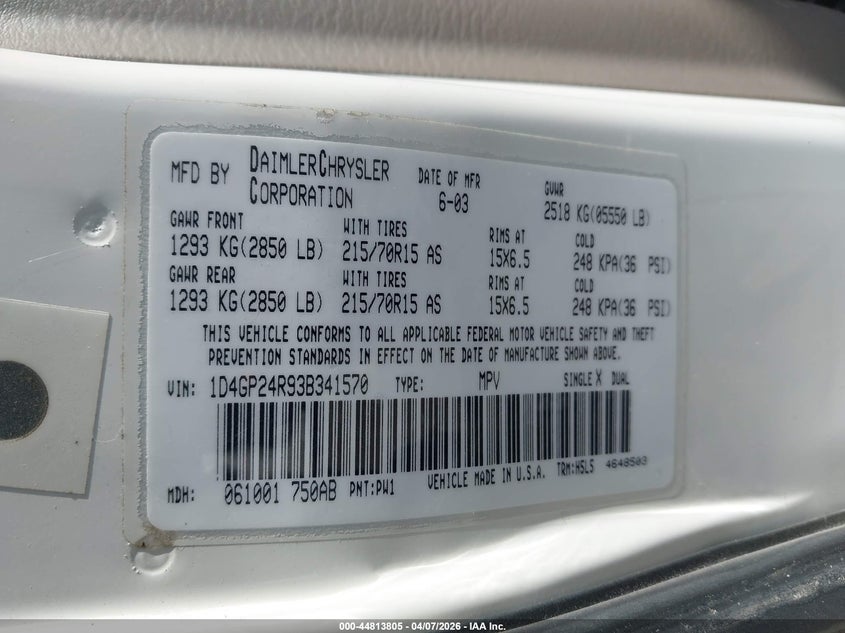 MFD BY DAIMLERCHRYSLER CORPORATION DATE OF MFR 6-03 GVWR 2518 KG(05550 LB)
GAWR FRONT WITH TIRES RIMS AT COLD
1293 KG(2850 LB) 215/70R15 AS 15X6.5 248 KPA(36 PSI)
GAWR REAR WITH TIRES RIMS AT COLD
1293 KG(2850 LB) 215/70R15 AS 15X6.5 248 KPA(36 PSI)
THIS VEHICLE CONFORMS TO ALL APPLICABLE FEDERAL MOTOR VEHICLE SAFETY AND THEFT
PREVENTION STANDARDS IN EFFECT ON THE DATE OF MANUFACTURE SHOWN ABOVE.
VIN: 1D4GP24R93B341570 TYPE: MPV SINGLE X DUAL
MDH: 061001 750AB PNT:PW1 VEHICLE MADE IN U.S.A. TRM:HSL5 4648503
000-44813805 - 04/07/2026 - IAA Inc.